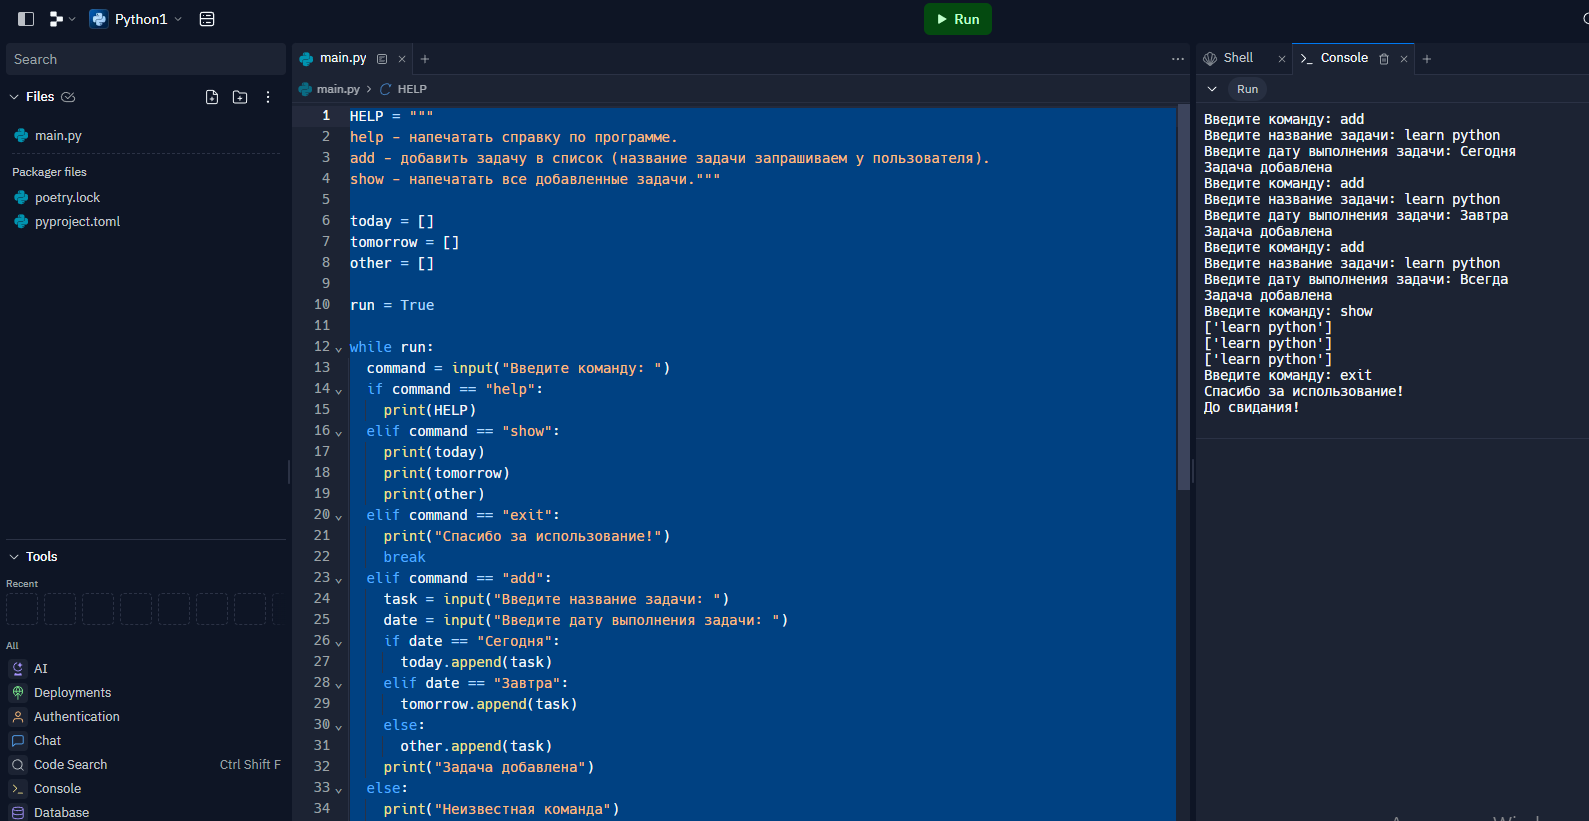 Python1
Run
Search
Files
main.py
Packager files
poetry.lock
pyproject.toml
Tools
Recent
All
AI
Deployments
Authentication
Chat
Code Search Ctrl Shift F
Console
Database
main.py
main.py > HELP
1 HELP = """
2 help - напечатать справку по программе.
3 add - добавить задачу в список (название задачи запрашиваем у пользователя).
4 show - напечатать все добавленные задачи."""
5
6 today = []
7 tomorrow = []
8 other = []
9
10 run = True
11
12 while run:
13 command = input("Введите команду: ")
14 if command == "help":
15 print(HELP)
16 elif command == "show":
17 print(today)
18 print(tomorrow)
19 print(other)
20 elif command == "exit":
21 print("Спасибо за использование!")
22 break
23 elif command == "add":
24 task = input("Введите название задачи: ")
25 date = input("Введите дату выполнения задачи: ")
26 if date == "Сегодня":
27 today.append(task)
28 elif date == "Завтра":
29 tomorrow.append(task)
30 else:
31 other.append(task)
32 print("Задача добавлена")
33 else:
34 print("Неизвестная команда")
Shell
Console
Run
Введите команду: add
Введите название задачи: learn python
Введите дату выполнения задачи: Сегодня
Задача добавлена
Введите команду: add
Введите название задачи: learn python
Введите дату выполнения задачи: Завтра
Задача добавлена
Введите команду: add
Введите название задачи: learn python
Введите дату выполнения задачи: Всегда
Задача добавлена
Введите команду: show
['learn python']
['learn python']
['learn python']
Введите команду: exit
Спасибо за использование!
До свидания!